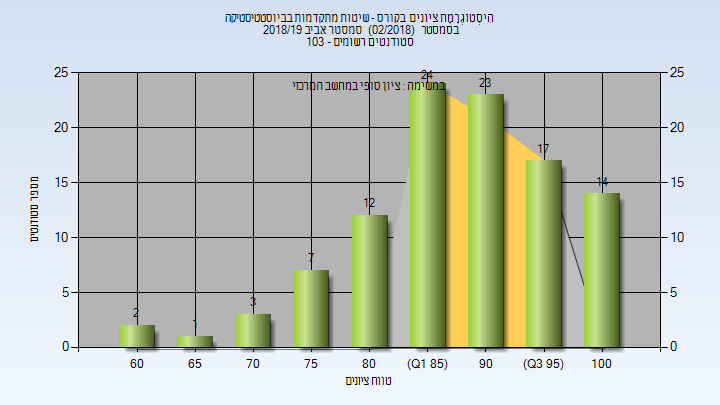 היסטוגרמת ציונים בקורס - שיטות מתקדמות בביוסטטיסטיקה
בסמסטר (02/2018) סמסטר אביב 2018/19
סטודנטים רשומים - 103
במשימה : ציון סופי במחשב המרכזי
25 24 25
23
20 20
17
15 15
14
12
מספר סטודנטים
10 10
7
5 5
3
2
1
0 0
60 65 70 75 80 (Q1 85) 90 (Q3 95) 100
טווח ציונים